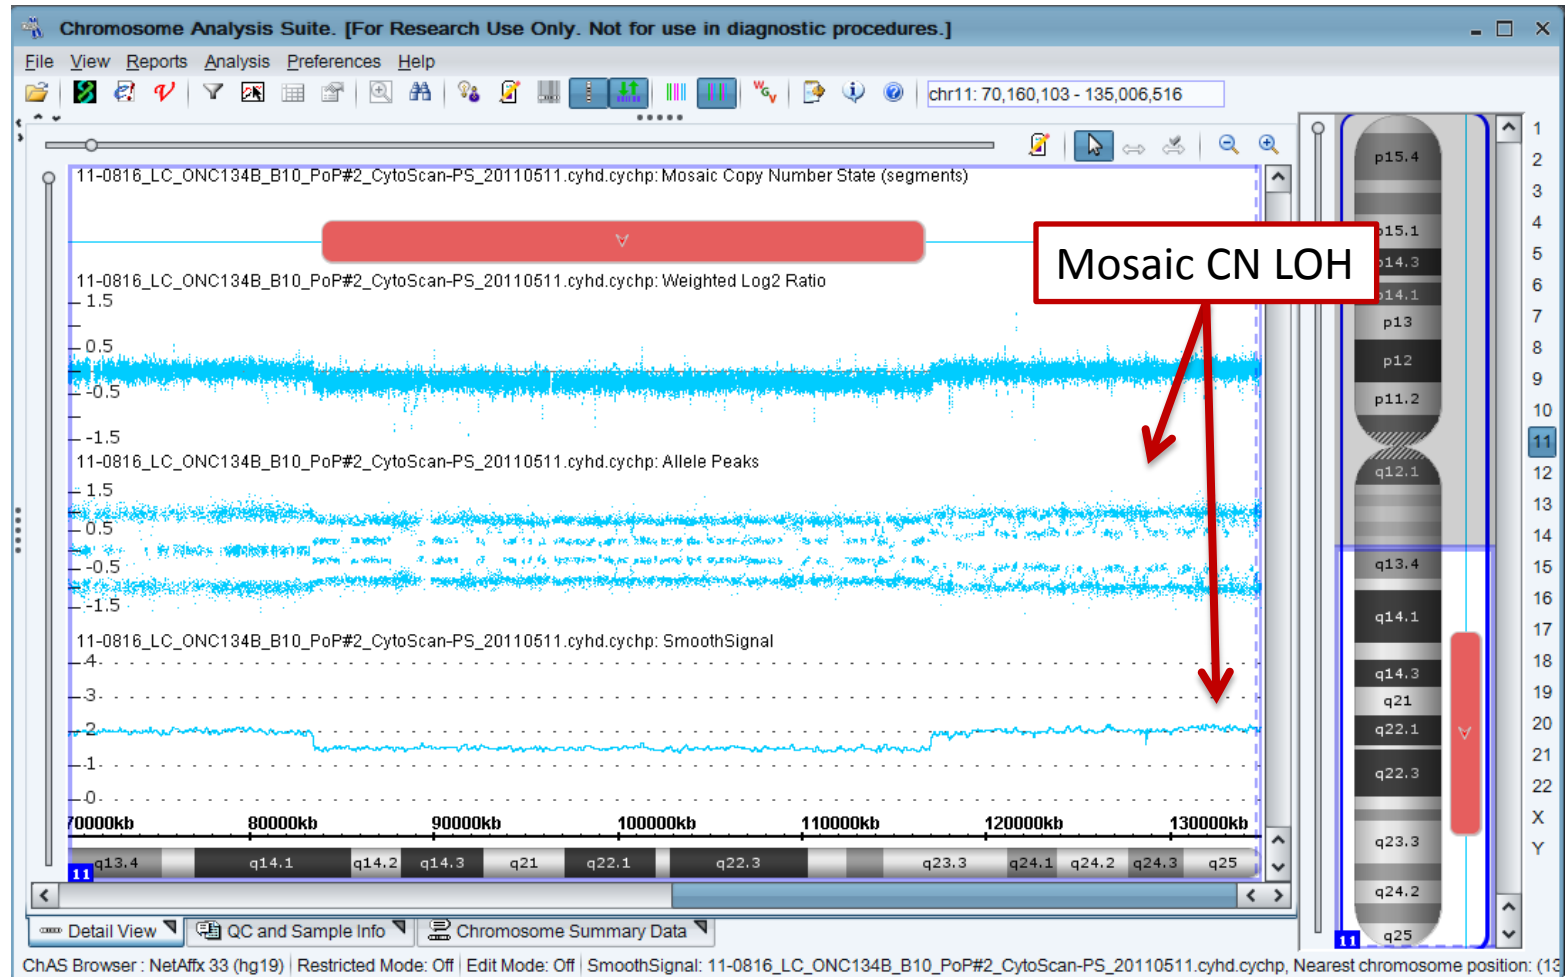 Chromosome Analysis Suite. [For Research Use Only. Not for use in diagnostic procedures.]
File View Reports Analysis Preferences Help
chr11: 70,160,103 - 135,006,516
11-0816_LC_ONC134B_B10_PoP#2_CytoScan-PS_20110511.cyhd.cychp: Mosaic Copy Number State (segments)
Mosaic CN LOH
11-0816_LC_ONC134B_B10_PoP#2_CytoScan-PS_20110511.cyhd.cychp: Weighted Log2 Ratio
1.5
0.5
-0.5
-1.5
11-0816_LC_ONC134B_B10_PoP#2_CytoScan-PS_20110511.cyhd.cychp: Allele Peaks
1.5
0.5
-0.5
-1.5
11-0816_LC_ONC134B_B10_PoP#2_CytoScan-PS_20110511.cyhd.cychp: SmoothSignal
4
3
2
1
0
70000kb 80000kb 90000kb 100000kb 110000kb 120000kb 130000kb
q13.4 q14.1 q14.2 q14.3 q21 q22.1 q22.3 q23.3 q24.1 q24.2 q24.3 q25
11
p15.4
p15.1
p14.3
p14.1
p13
p12
p11.2
q12.1
q13.4
q14.1
q14.3
q21
q22.1
q22.3
q23.3
q24.2
q25
11
1
2
3
4
5
6
7
8
9
10
11
12
13
14
15
16
17
18
19
20
21
22
X
Y
Detail View QC and Sample Info Chromosome Summary Data
ChAS Browser : NetAffx 33 (hg19) Restricted Mode: Off Edit Mode: Off SmoothSignal: 11-0816_LC_ONC134B_B10_PoP#2_CytoScan-PS_20110511.cyhd.cychp, Nearest chromosome position: (13